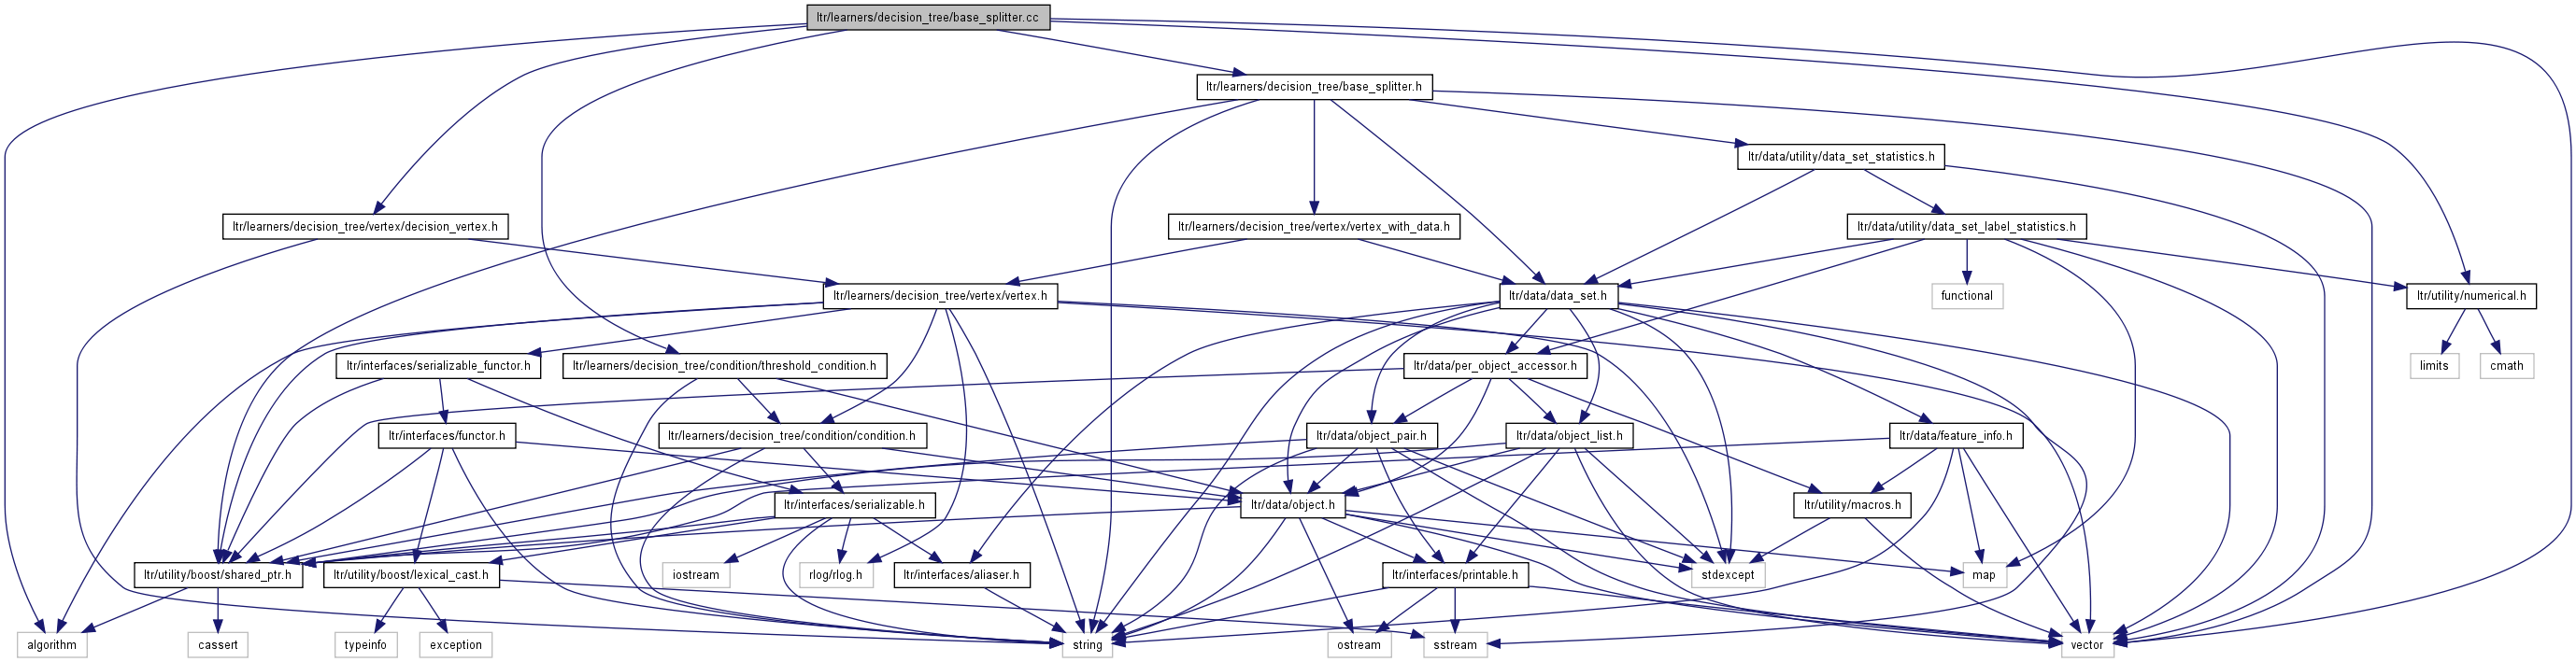 ltr/learners/decision_tree/base_splitter.cc
ltr/learners/decision_tree/base_splitter.h
ltr/data/utility/data_set_statistics.h
ltr/learners/decision_tree/vertex/decision_vertex.h
ltr/learners/decision_tree/vertex/vertex_with_data.h
ltr/data/utility/data_set_label_statistics.h
ltr/learners/decision_tree/vertex/vertex.h
ltr/data/data_set.h
functional
ltr/utility/numerical.h
ltr/interfaces/serializable_functor.h
ltr/learners/decision_tree/condition/threshold_condition.h
ltr/data/per_object_accessor.h
limits
cmath
ltr/interfaces/functor.h
ltr/learners/decision_tree/condition/condition.h
ltr/data/object_pair.h
ltr/data/object_list.h
ltr/data/feature_info.h
ltr/interfaces/serializable.h
ltr/data/object.h
ltr/utility/macros.h
ltr/utility/boost/shared_ptr.h
ltr/utility/boost/lexical_cast.h
iostream
rlog/rlog.h
ltr/interfaces/aliaser.h
ltr/interfaces/printable.h
stdexcept
map
algorithm
cassert
typeinfo
exception
string
ostream
sstream
vector